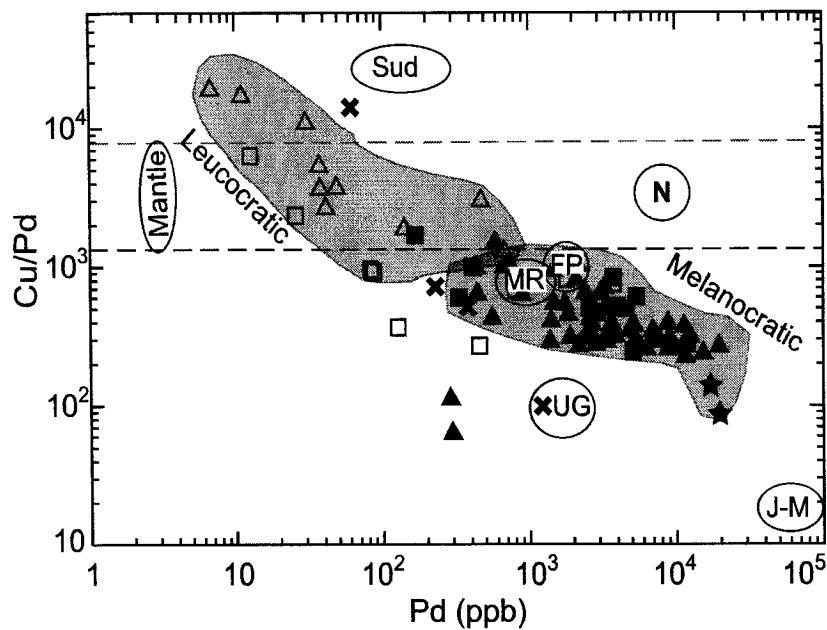 Sud
10⁴
Leucocratic
Mantle
N
Cu/Pd
10³
MR
FP
Melanocratic
10²
UG
J-M
10
1
10
10²
10³
10⁴
10⁵
Pd (ppb)